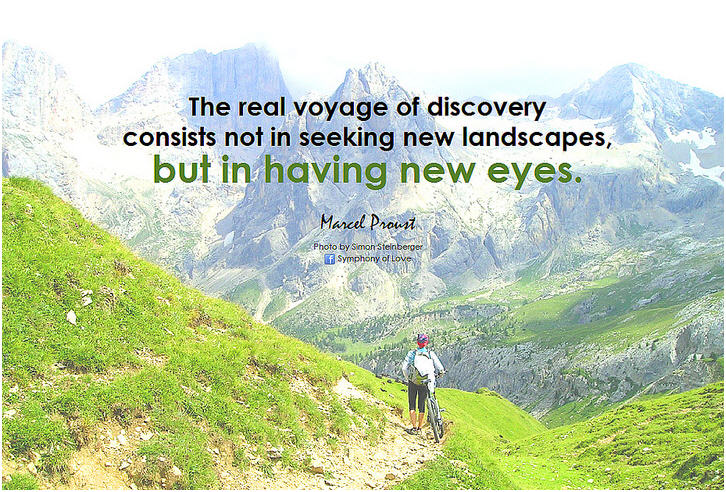 The real voyage of discovery
consists not in seeking new landscapes,
but in having new eyes.
Marcel Proust
Photo by Simon Steinberger
f Symphony of Love